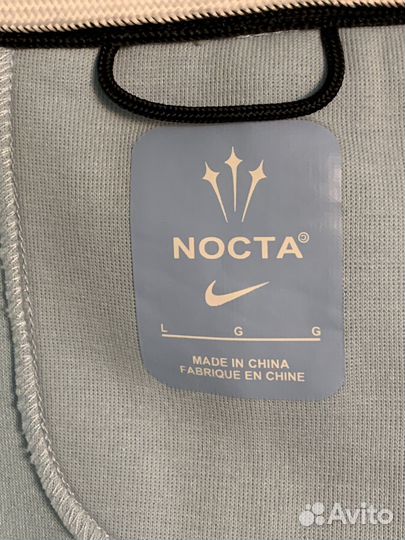 NOCTA©
L G G
MADE IN CHINA
FABRIQUE EN CHINE
Avito